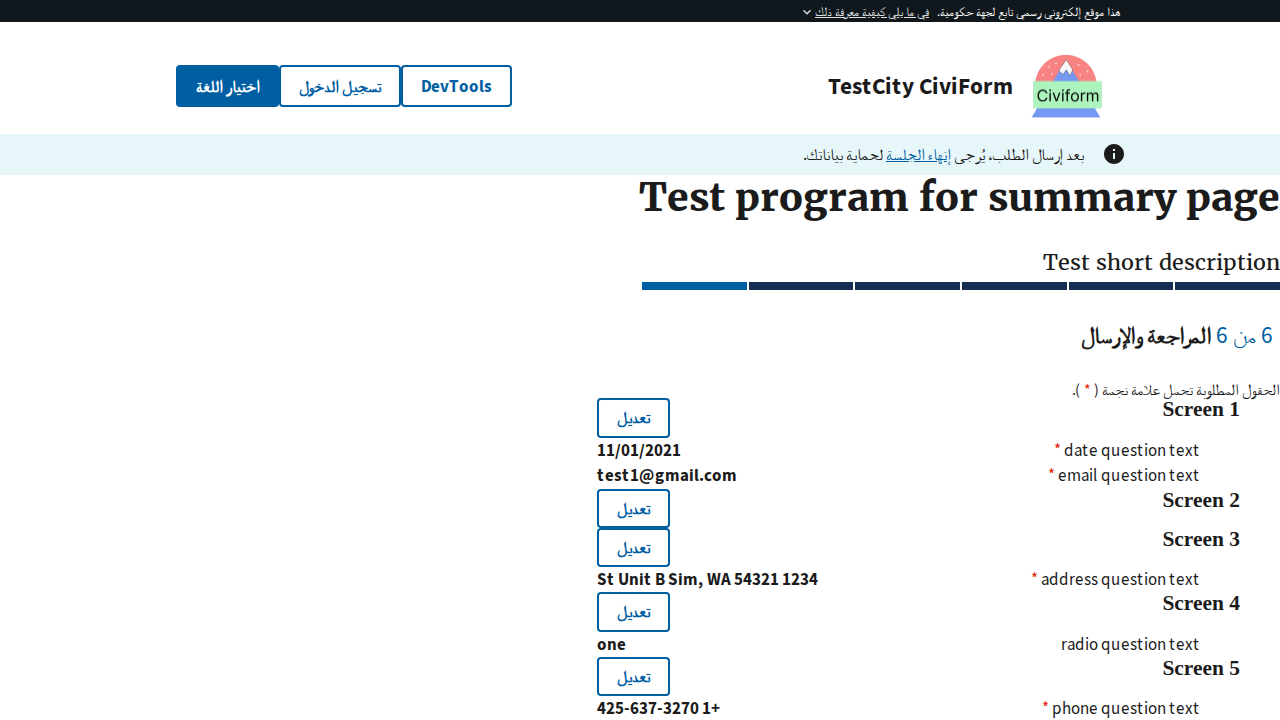 هذا موقع إلكتروني رسمي تابع لجهة حكومية. في ما يلي كيفية معرفة ذلك
Civiform
TestCity CiviForm
DevTools
تسجيل الدخول
اختيار اللغة
بعد إرسال الطلب، يُرجى إنهاء الجلسة لحماية بياناتك.
Test program for summary page
Test short description
6 من 6 المراجعة والإرسال
الحقول المطلوبة تحمل علامة نجمة ( * ).
Screen 1
تعديل
date question text *
11/01/2021
email question text *
test1@gmail.com
Screen 2
تعديل
Screen 3
تعديل
address question text *
St Unit B Sim, WA 54321 1234
Screen 4
تعديل
radio question text
one
Screen 5
تعديل
phone question text *
425-637-3270 1+